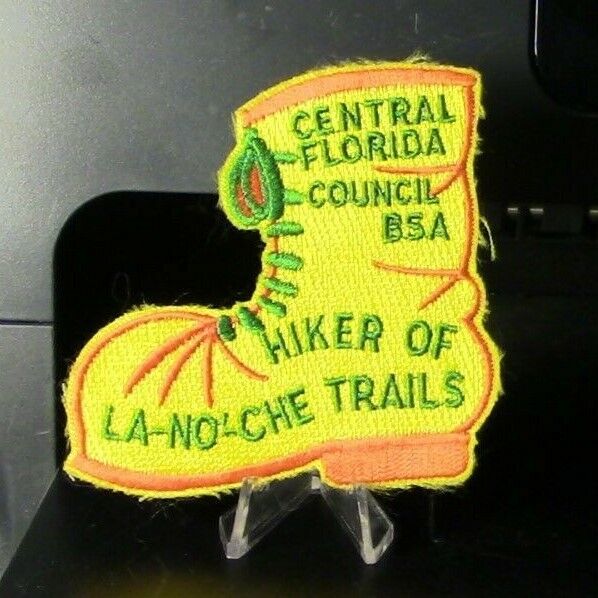 CENTRAL
FLORIDA
COUNCIL
BSA
HIKER OF
LA-NO'-CHE TRAILS